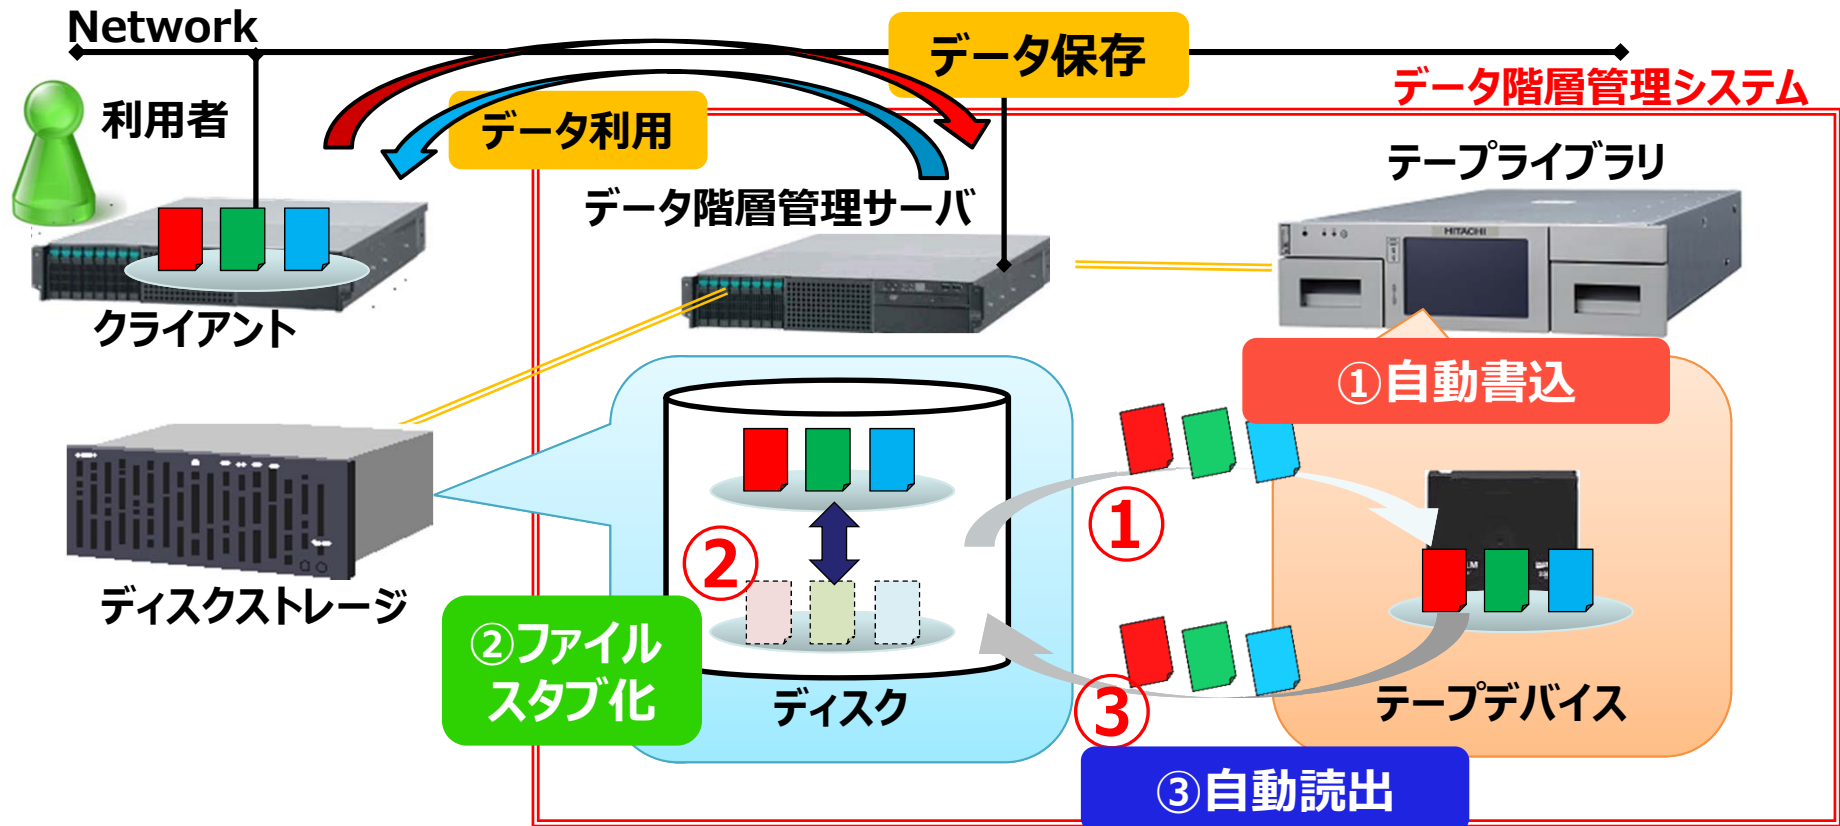 Network
データ保存
データ階層管理システム
利用者
データ利用
テープライブラリ
データ階層管理サーバ
HITACHI
クライアント
①自動書込
①
②
ディスクストレージ
②ファイル
スタブ化
ディスク
③
テープデバイス
③自動読出